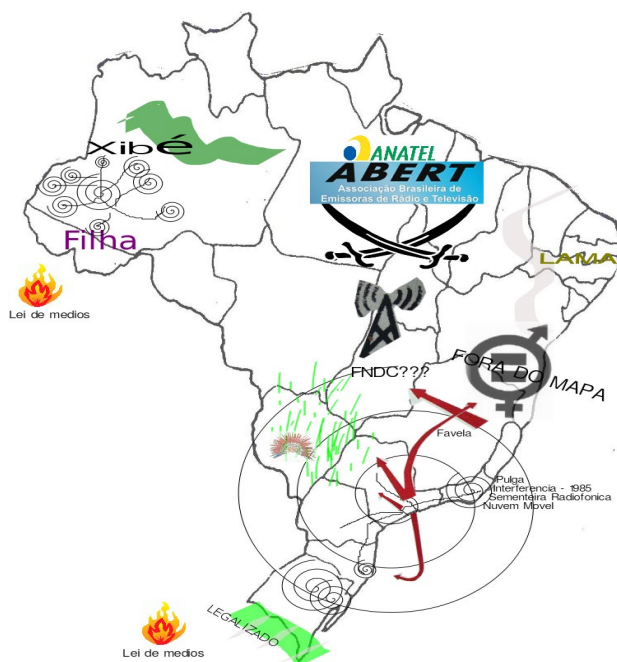 Xibé
ANATEL
ABERT
Associação Brasileira de
Emissoras de Rádio e Televisão
Filha
LAMA
Lei de medios
FNDC???
FORA DO MAPA
Favela
Pulga
Interferencia - 1985
Sementeira Radiofonica
Nuvem Movel
LEGALIZADO
Lei de medios